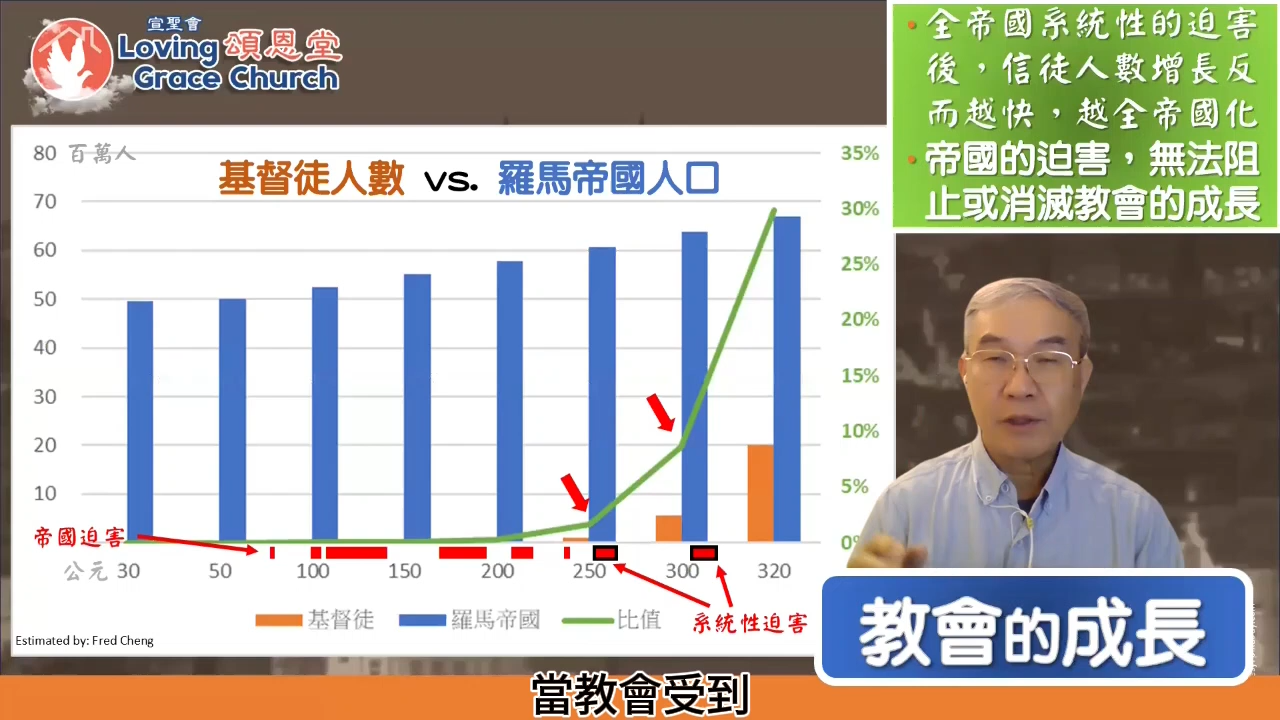 宣聖會
Loving 頌恩堂
Grace Church
•全帝國系統性的迫害
後，信徒人數增長反
而越快，越全帝國化
•帝國的迫害，無法阻
止或消滅教會的成長
基督徒人數 vs. 羅馬帝國人口
80 百萬人
70
60
50
40
30
20
10
35%
30%
25%
20%
15%
10%
5%
帝國迫害
公元 30 50 100 150 200 250 300 320
基督徒 羅馬帝國 比值
系統性迫害
Estimated by: Fred Cheng
教會的成長
當教會受到